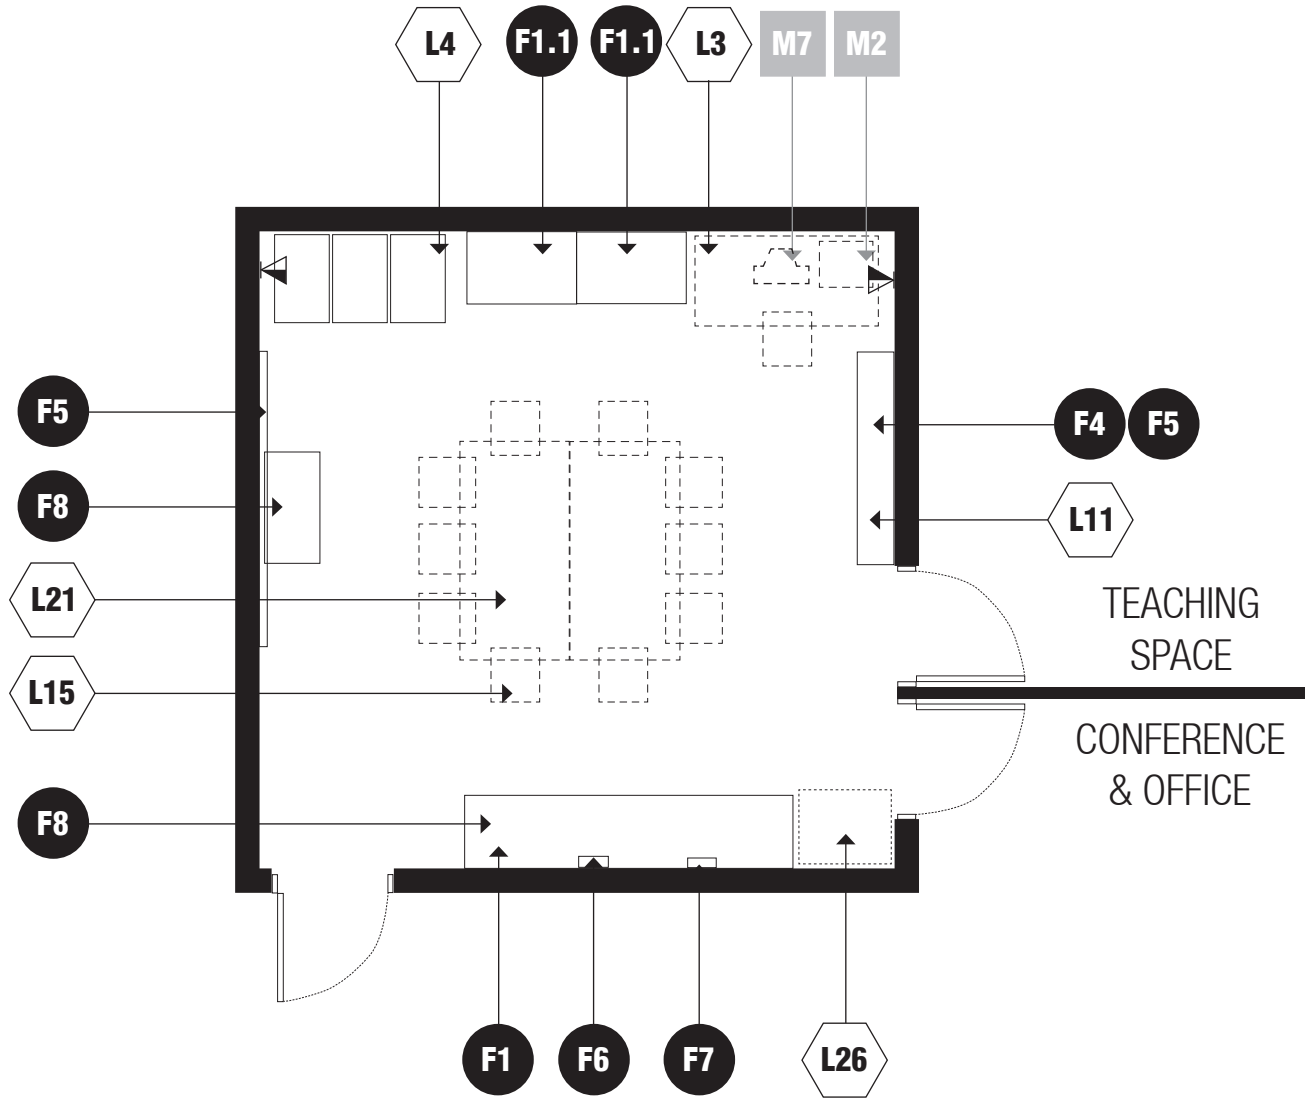 L4 F1.1 F1.1 L3 M7 M2
F5
F4 F5
F8
L11
L21
TEACHING
SPACE
L15
CONFERENCE
& OFFICE
F8
F1 F6 F7 L26